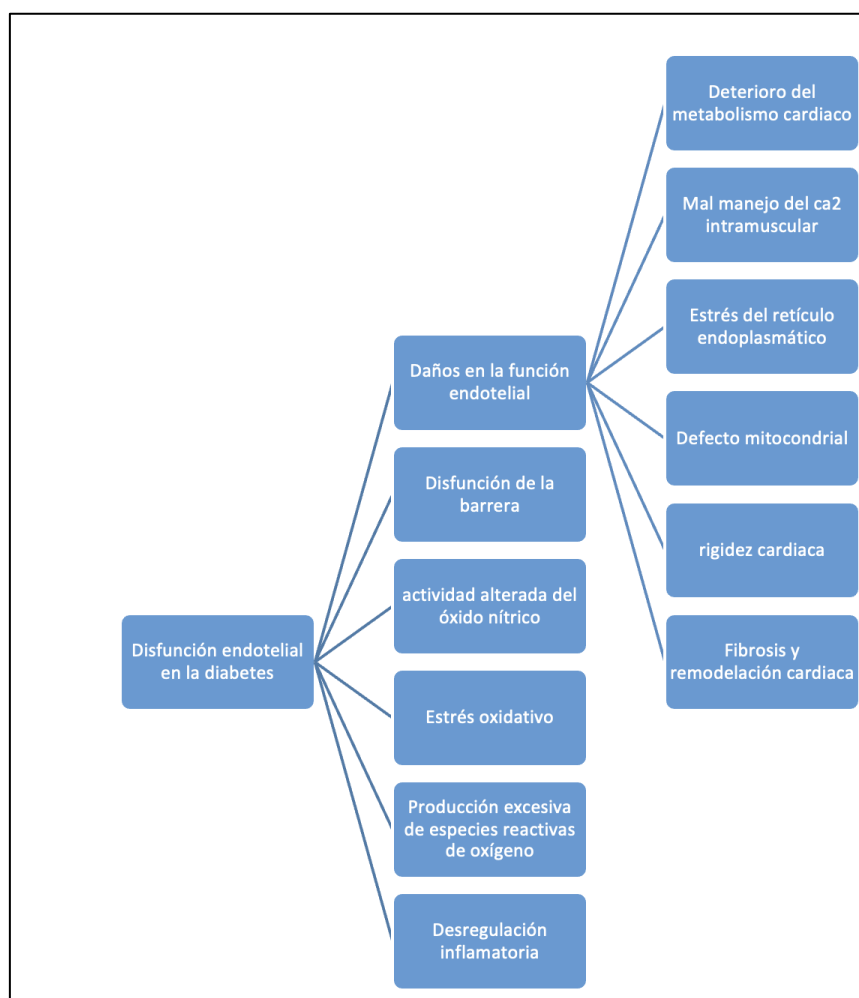 Disfunción endotelial
en la diabetes
Daños en la función
endotelial
Disfunción de la
barrera
actividad alterada del
óxido nítrico
Estrés oxidativo
Producción excesiva
de especies reactivas
de oxígeno
Desregulación
inflamatoria
Deterioro del
metabolismo cardiaco
Mal manejo del ca2
intramuscular
Estrés del retículo
endoplasmático
Defecto mitocondrial
rigidez cardiaca
Fibrosis y
remodelación cardiaca